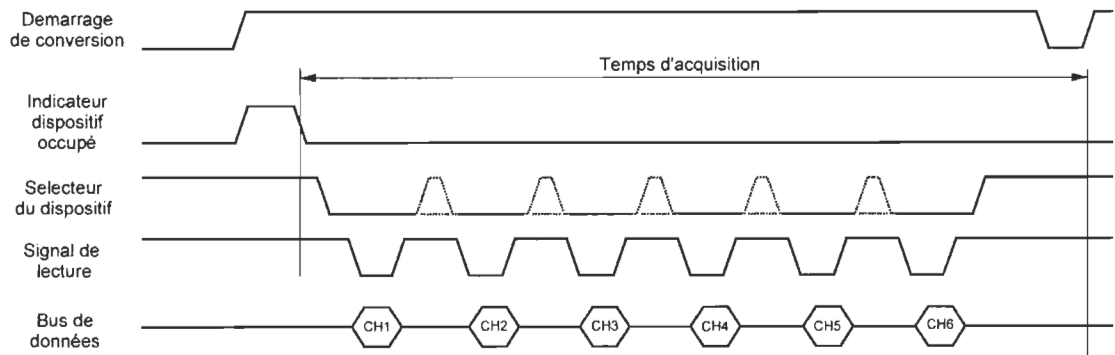 Demarrage
de conversion
Temps d'acquisition
Indicateur
dispositif
occupé
Selecteur
du dispositif
Signal de
lecture
Bus de
données
CH1
CH2
CH3
CH4
CH5
CH6